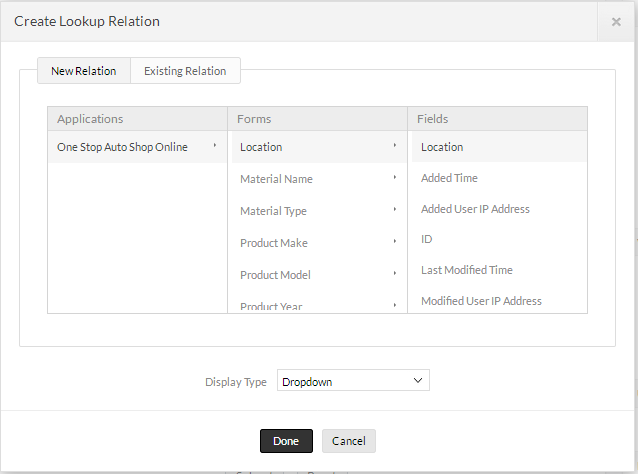 Create Lookup Relation
New Relation Existing Relation
Applications Forms Fields
One Stop Auto Shop Online Location Location
Material Name Added Time
Material Type Added User IP Address
Product Make ID
Product Model Last Modified Time
Product Year Modified User IP Address
Display Type Dropdown
Done Cancel